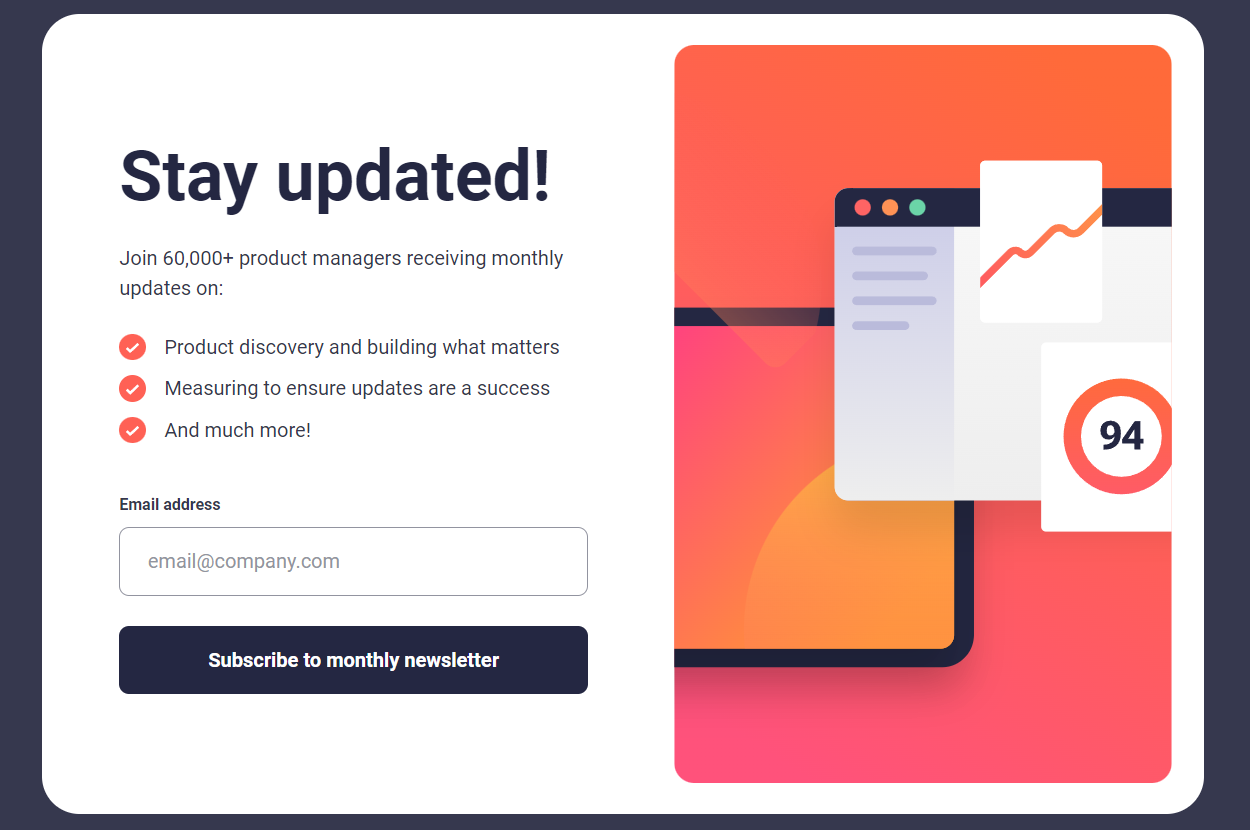 Stay updated!
Join 60,000+ product managers receiving monthly
updates on:
Product discovery and building what matters
Measuring to ensure updates are a success
And much more!
Email address
email@company.com
Subscribe to monthly newsletter
94